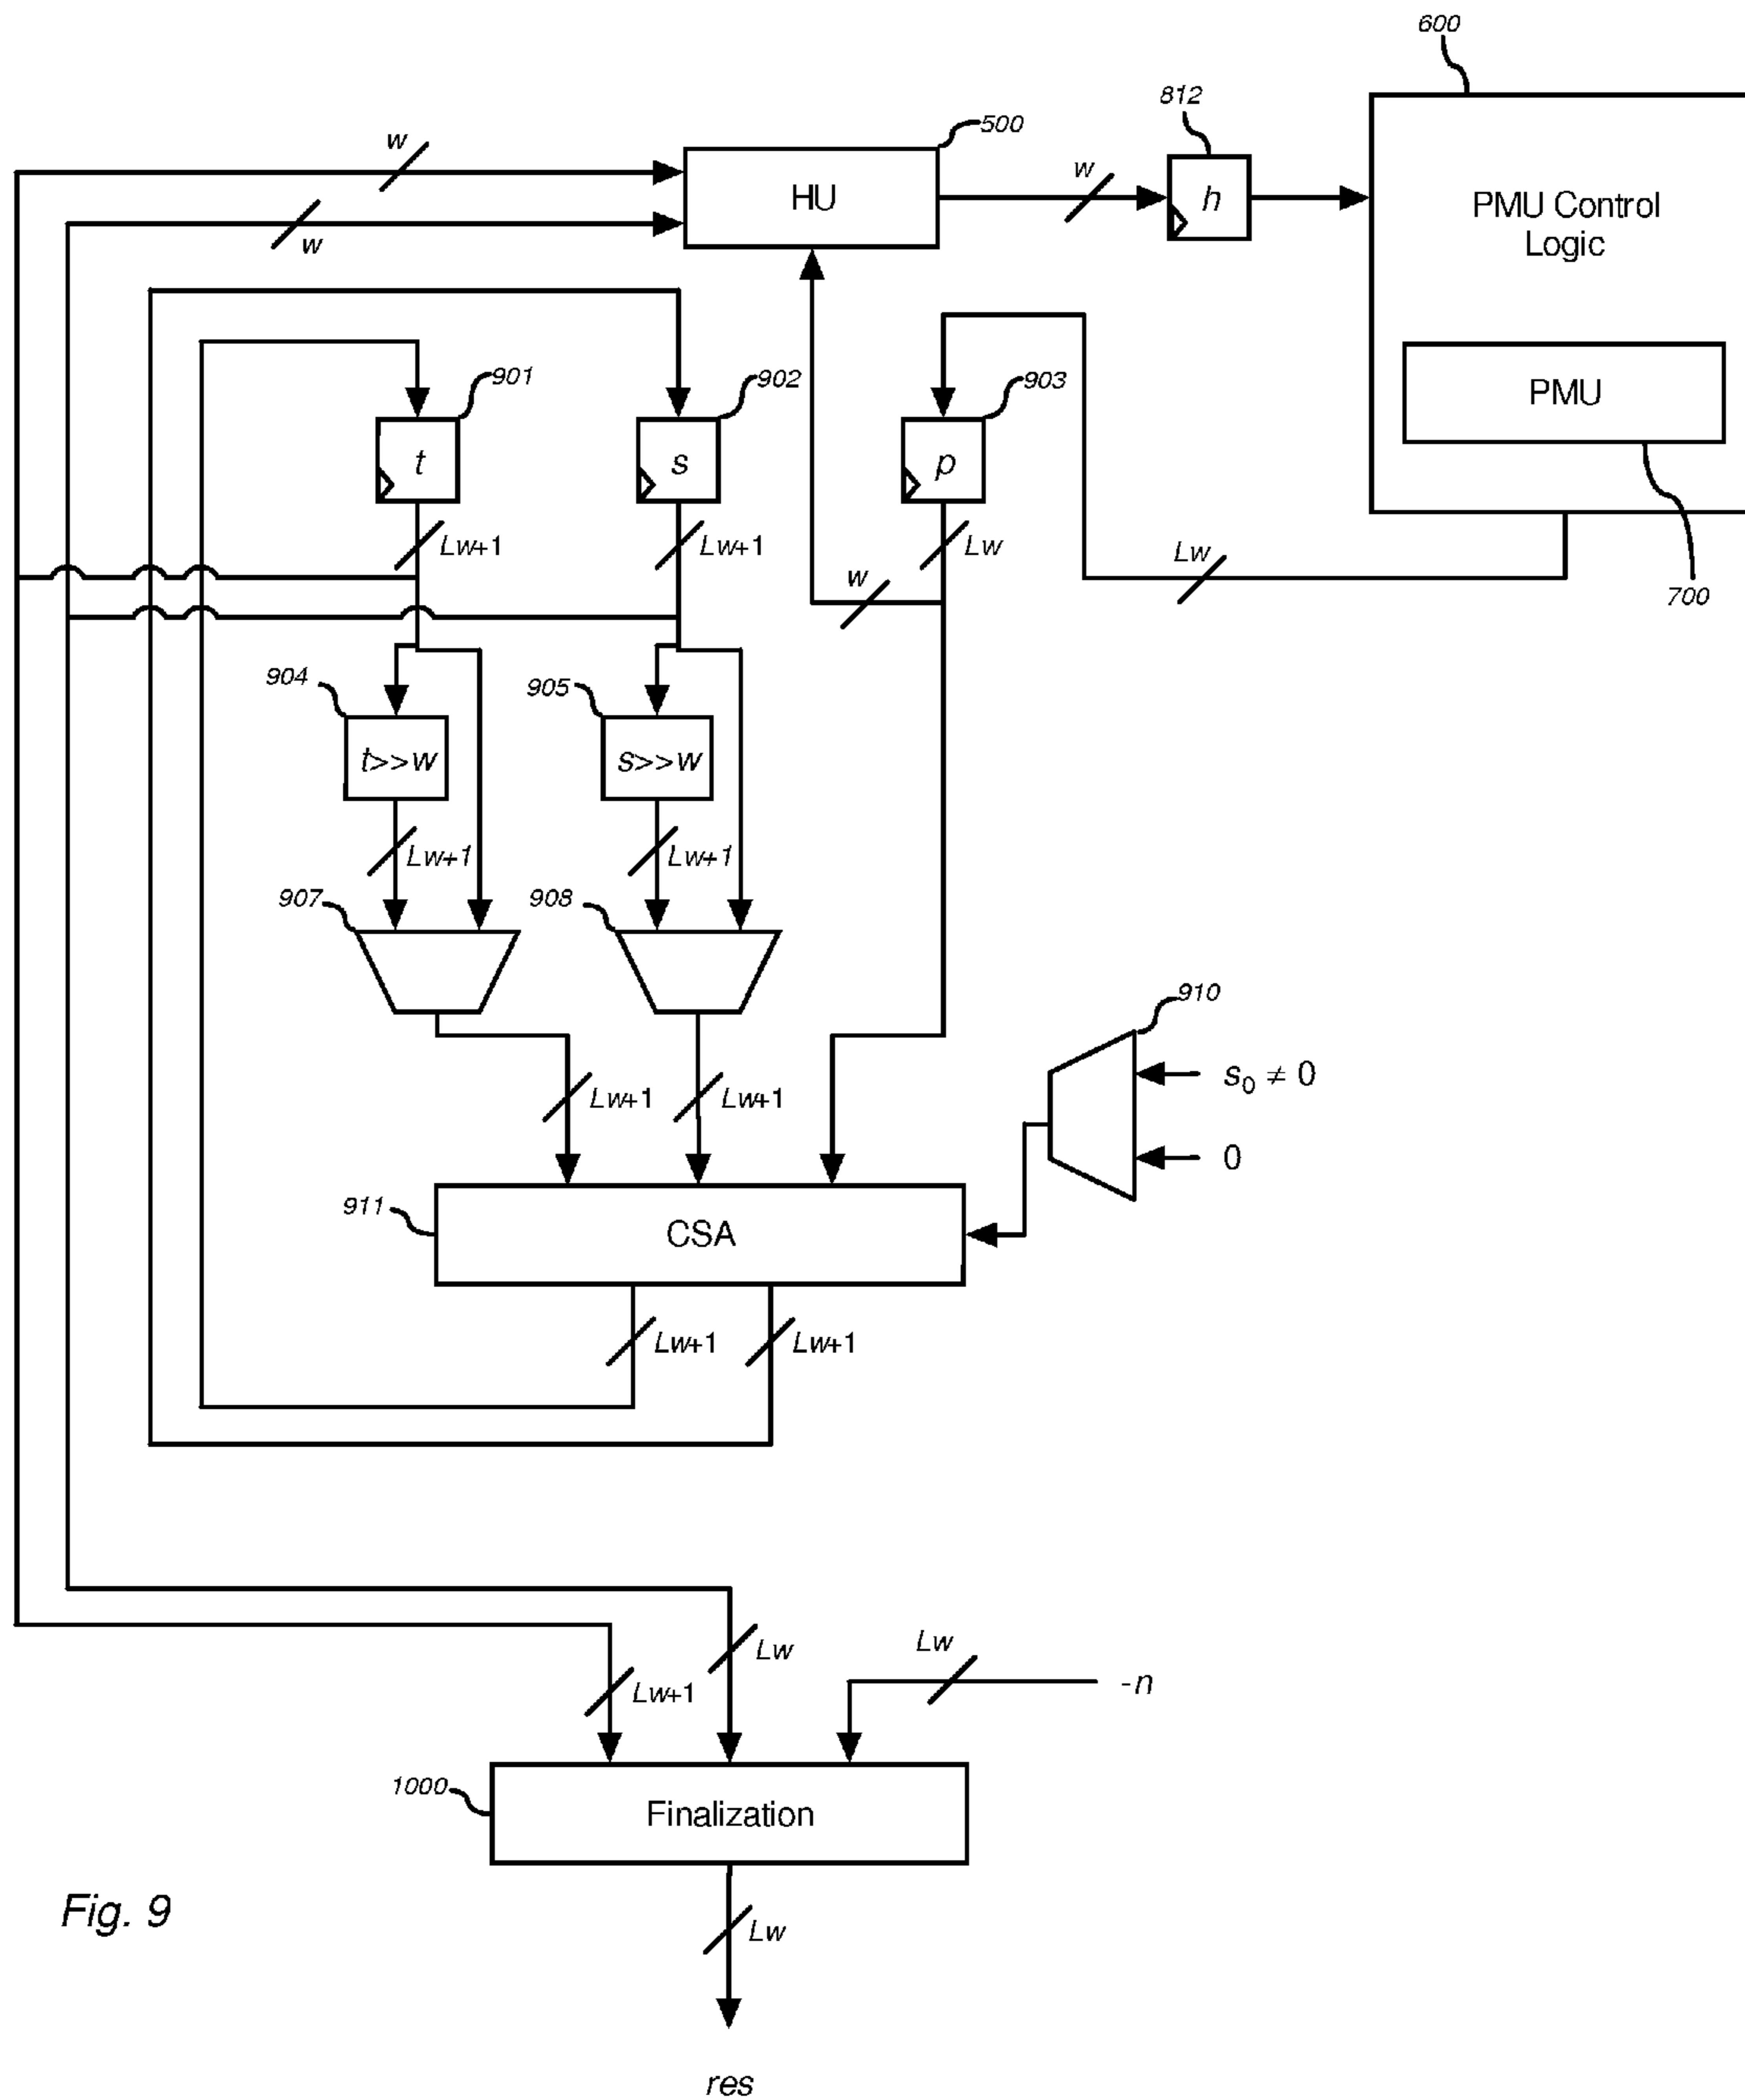 600
812
500
w
HU
w
h
PMU Control
Logic
w
901
902
903
PMU
t
s
p
Lw+1
Lw+1
Lw
Lw
w
700
904
905
t>>w
s>>w
Lw+1
Lw+1
907
908
910
s₀ ≠ 0
Lw+1
Lw+1
0
911
CSA
Lw+1
Lw+1
Lw
Lw
Lw+1
-n
1000
Finalization
Fig. 9
Lw
res